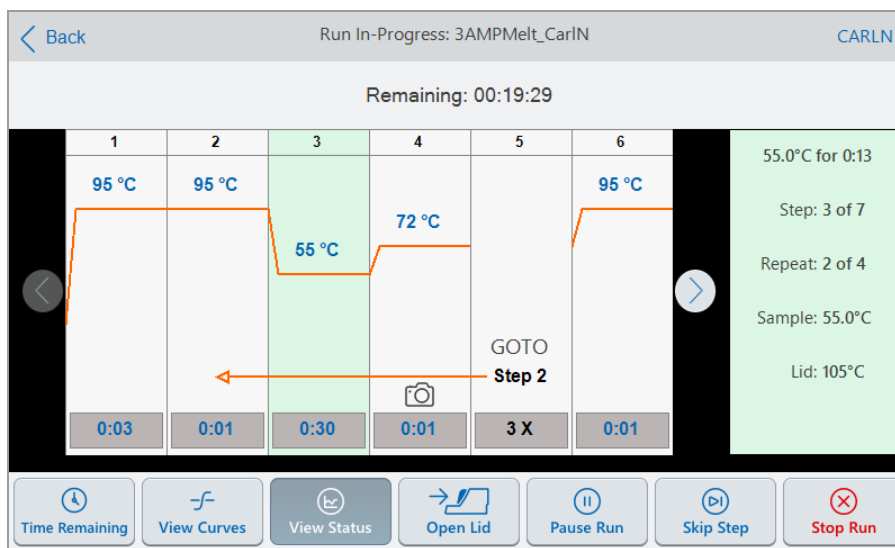 Back
Run In-Progress: 3AMPMelt_CarlN
CARLN
Remaining: 00:19:29
1 2 3 4 5 6
95 °C 95 °C 55 °C 72 °C 95 °C
GOTO
Step 2
0:03 0:01 0:30 0:01 3 X 0:01
55.0°C for 0:13
Step: 3 of 7
Repeat: 2 of 4
Sample: 55.0°C
Lid: 105°C
Time Remaining View Curves View Status Open Lid Pause Run Skip Step Stop Run